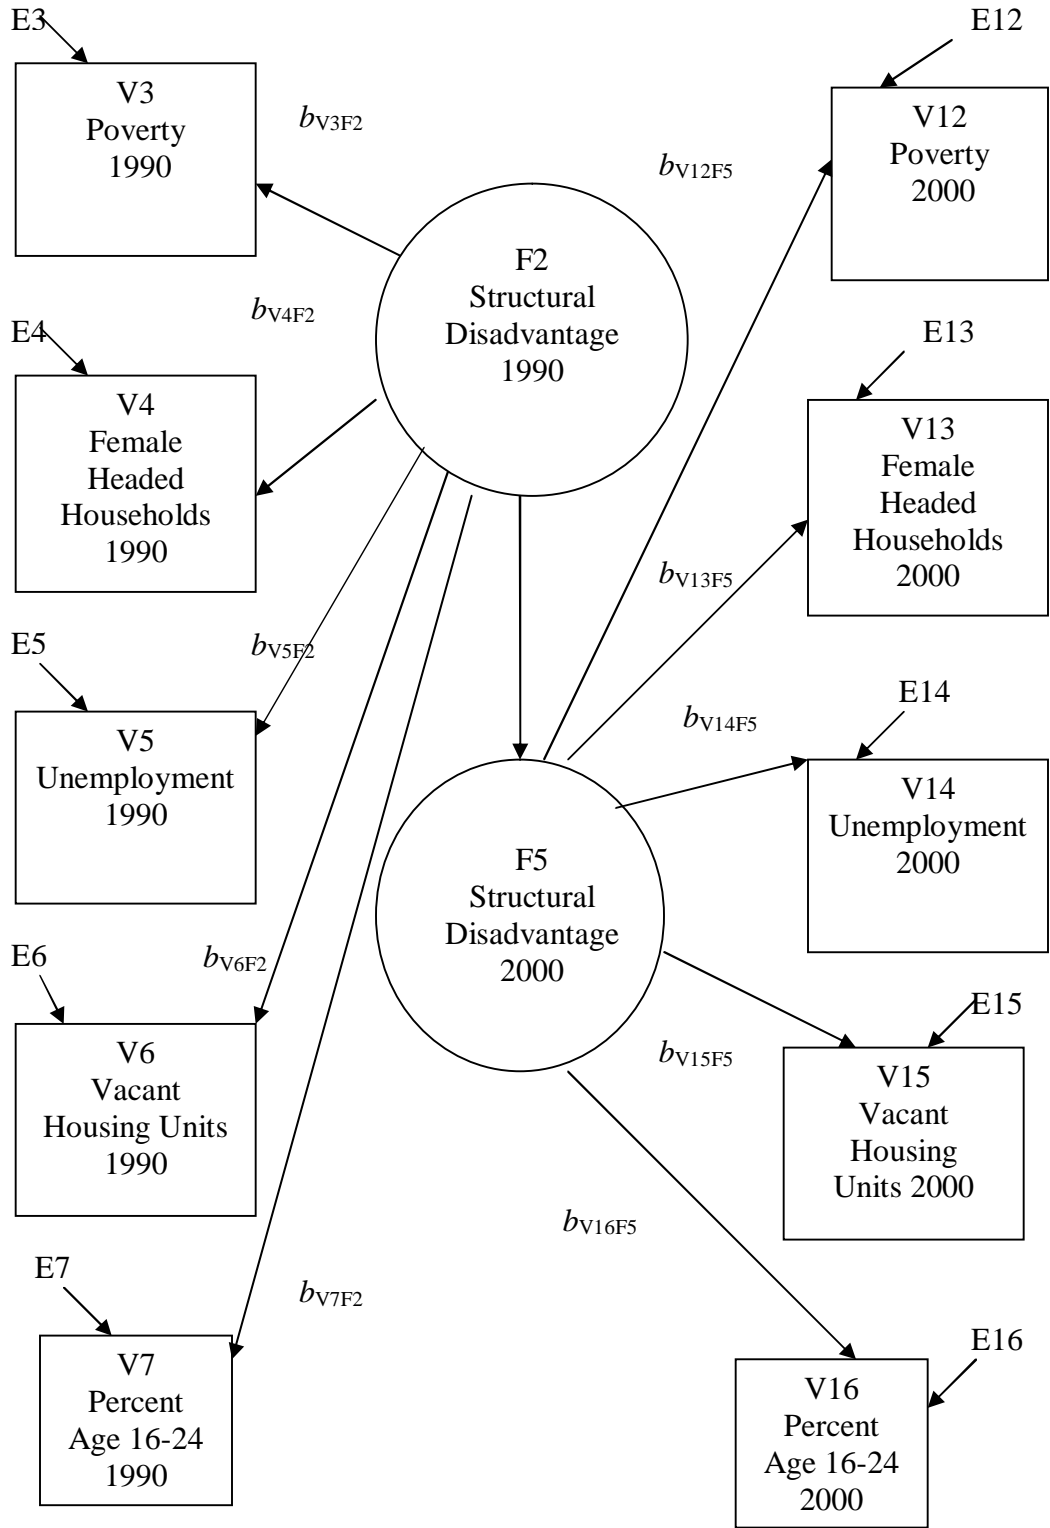 E3
V3
Poverty
1990
bV3F2
E12
V12
Poverty
2000
bV12F5
F2
Structural
Disadvantage
1990
bV4F2
E4
V4
Female
Headed
Households
1990
E13
V13
Female
Headed
Households
2000
bV13F5
E5
bV5F2
V5
Unemployment
1990
E14
bV14F5
V14
Unemployment
2000
F5
Structural
Disadvantage
2000
E6
bV6F2
V6
Vacant
Housing Units
1990
E15
bV15F5
V15
Vacant
Housing
Units 2000
bV16F5
E7
bV7F2
V7
Percent
Age 16-24
1990
E16
V16
Percent
Age 16-24
2000